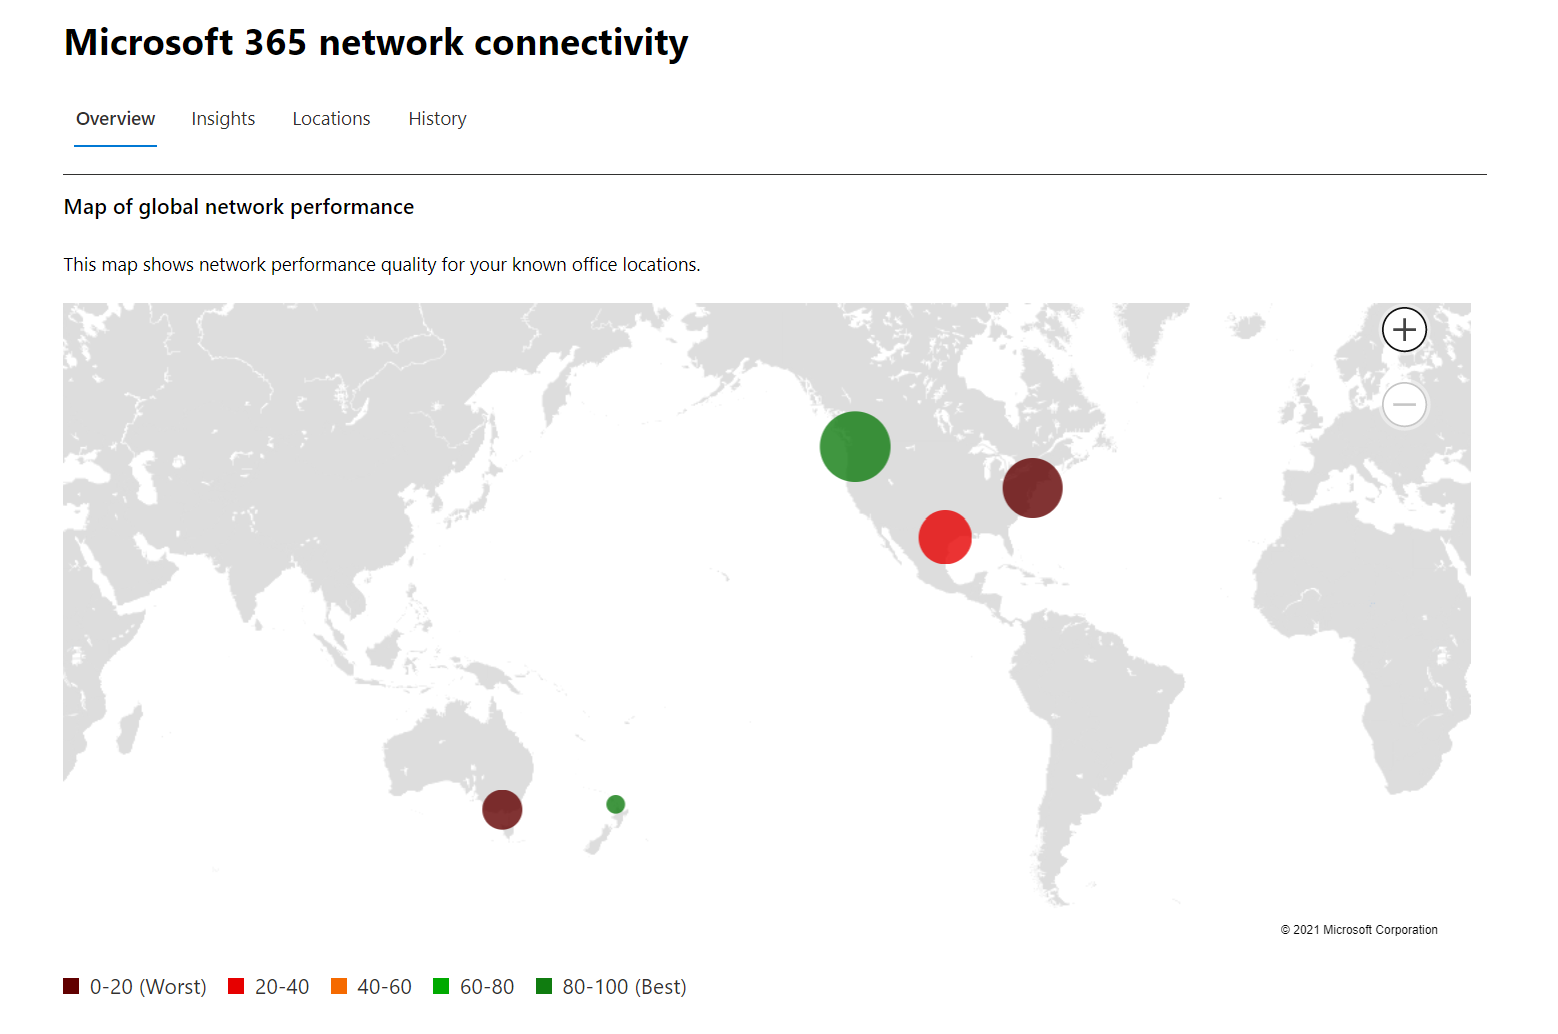 Microsoft 365 network connectivity
Overview Insights Locations History
Map of global network performance
This map shows network performance quality for your known office locations.
© 2021 Microsoft Corporation
0-20 (Worst) 20-40 40-60 60-80 80-100 (Best)